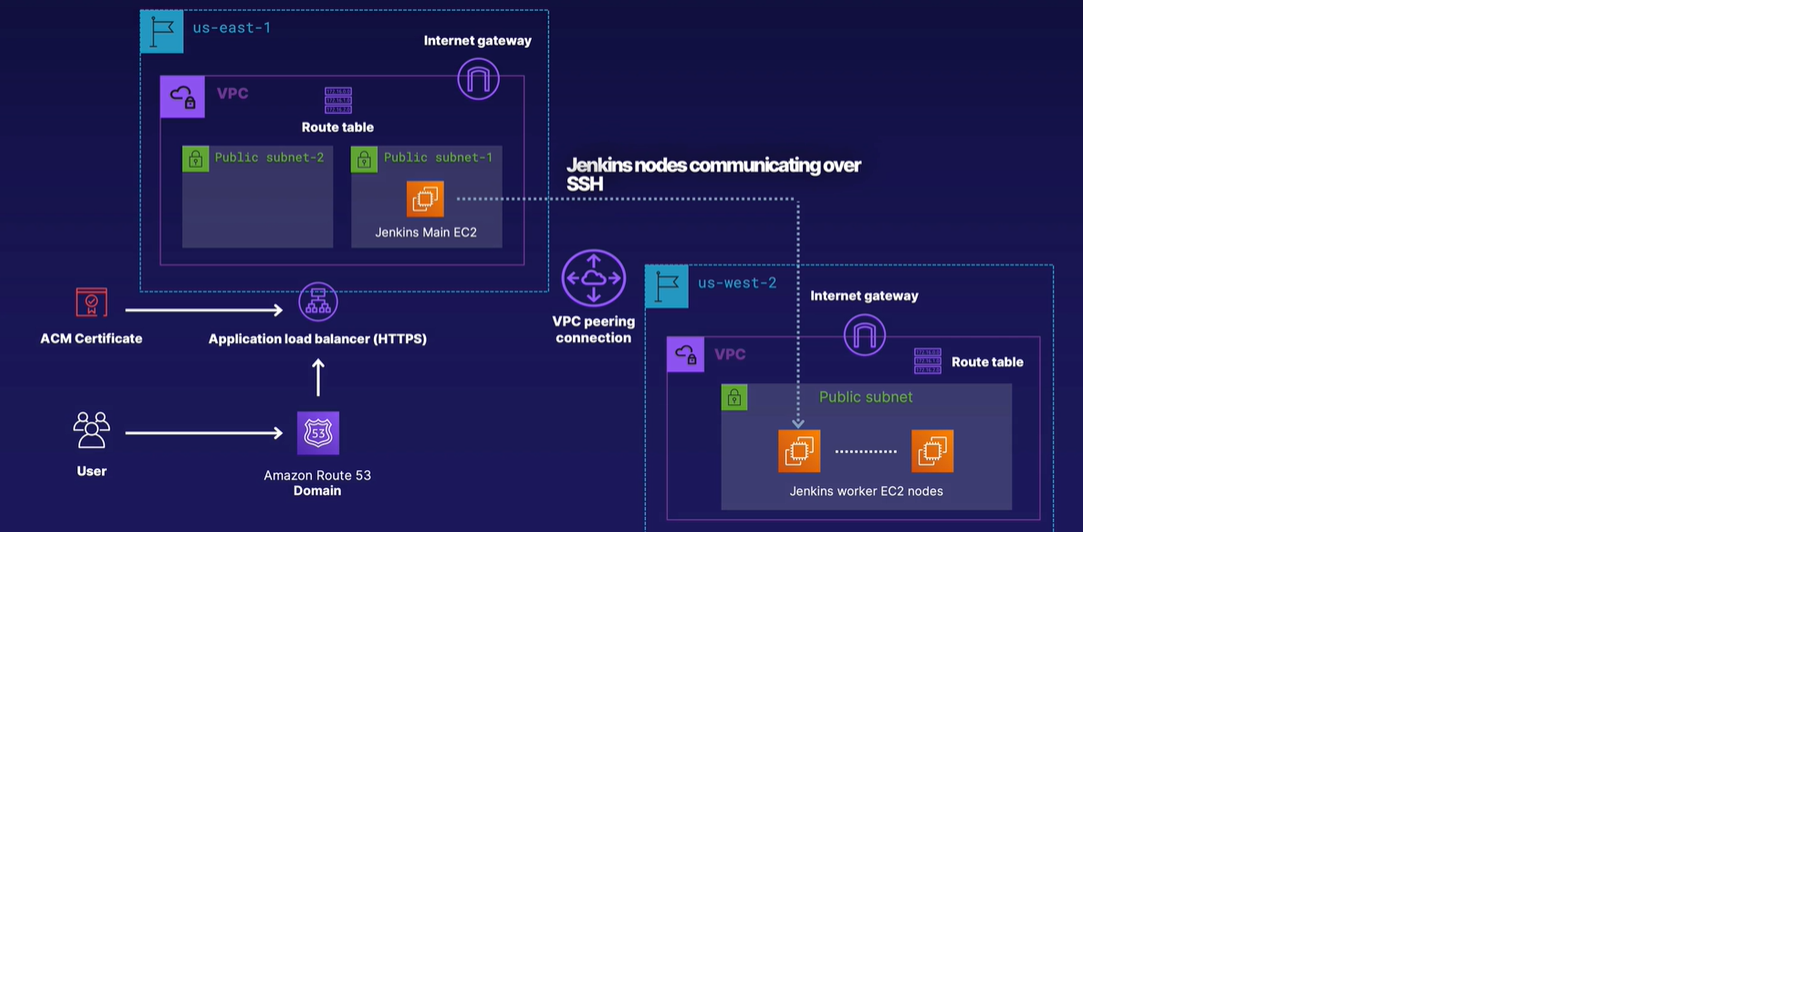 us-east-1
Internet gateway
VPC
Route table
Public subnet-2
Public subnet-1
Jenkins Main EC2
Jenkins nodes communicating over
SSH
VPC peering
connection
ACM Certificate
Application load balancer (HTTPS)
User
53
Amazon Route 53
Domain
us-west-2
Internet gateway
VPC
Route table
Public subnet
Jenkins worker EC2 nodes